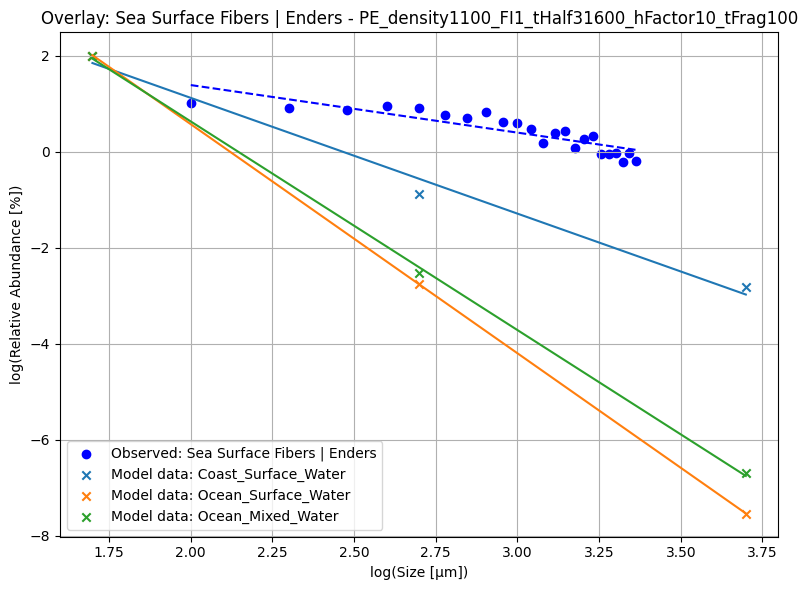 Overlay: Sea Surface Fibers | Enders - PE_density1100_FI1_tHalf31600_hFactor10_tFrag100
log(Relative Abundance [%])
2
0
−2
−4
−6
−8
Observed: Sea Surface Fibers | Enders
Model data: Coast_Surface_Water
Model data: Ocean_Surface_Water
Model data: Ocean_Mixed_Water
1.75 2.00 2.25 2.50 2.75 3.00 3.25 3.50 3.75
log(Size [μm])